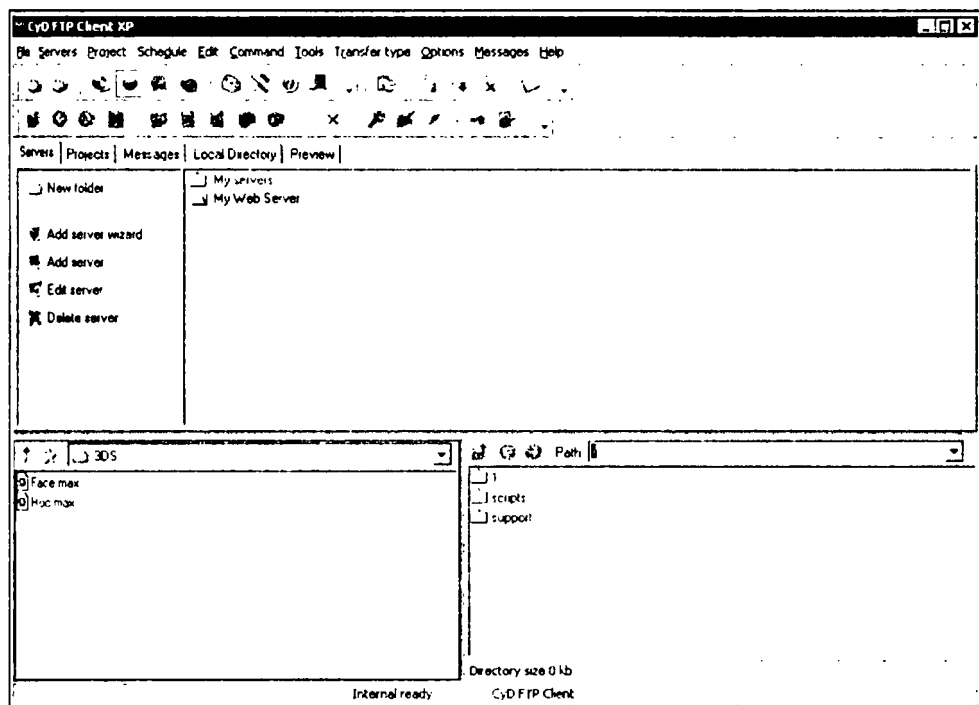 CyD FTP Client XP
File Servers Project Schedule Edit Command Tools Transfer type Options Messages Help
Servers Projects Messages Local Directory Preview
New folder
My servers
My Web Server
Add server wizard
Add server
Edit server
Delete server
3DS
Path
Face max
1
scripts
support
Directory size 0 kb
Internal ready CyD FTP Client